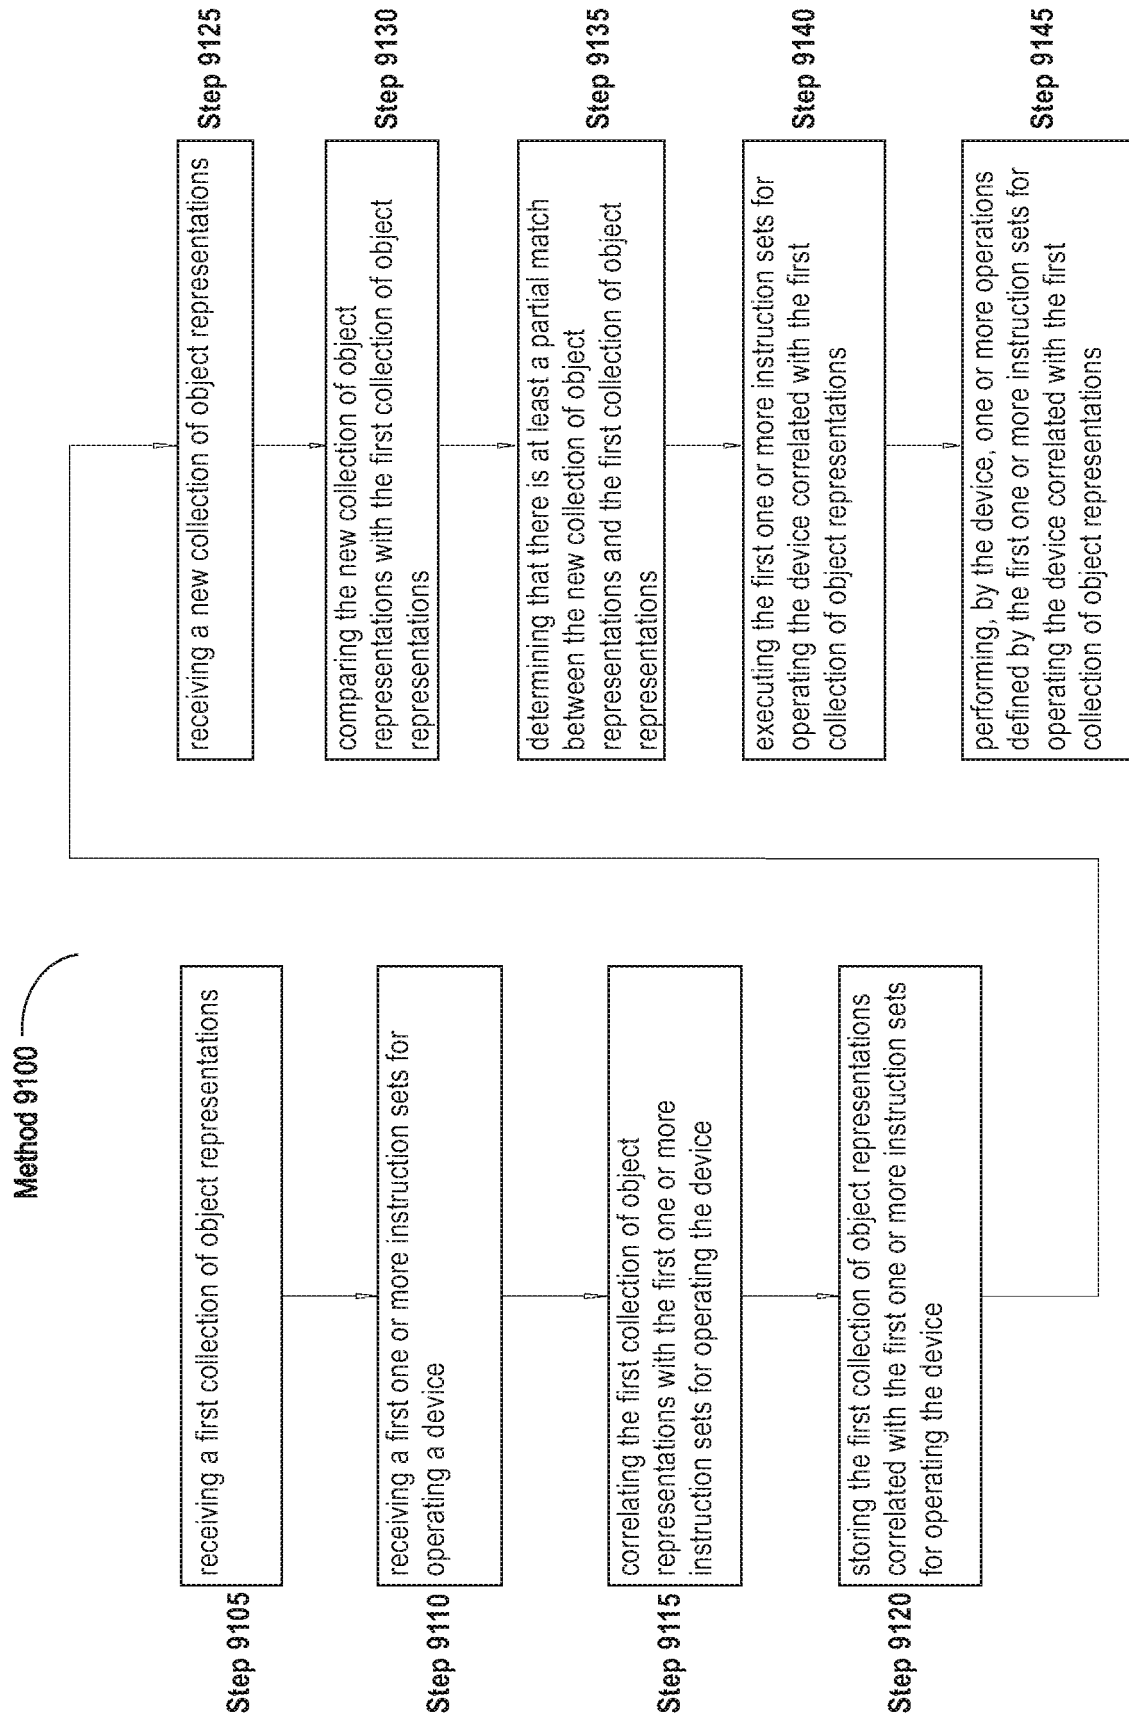 Method 9100
Step 9105
receiving a first collection of object representations
Step 9110
receiving a first one or more instruction sets for
operating a device
Step 9115
correlating the first collection of object
representations with the first one or more
instruction sets for operating the device
Step 9120
storing the first collection of object representations
correlated with the first one or more instruction sets
for operating the device
receiving a new collection of object representations
Step 9125
comparing the new collection of object
representations with the first collection of object
representations
Step 9130
determining that there is at least a partial match
between the new collection of object
representations and the first collection of object
representations
Step 9135
executing the first one or more instruction sets for
operating the device correlated with the first
collection of object representations
Step 9140
performing, by the device, one or more operations
defined by the first one or more instruction sets for
operating the device correlated with the first
collection of object representations
Step 9145